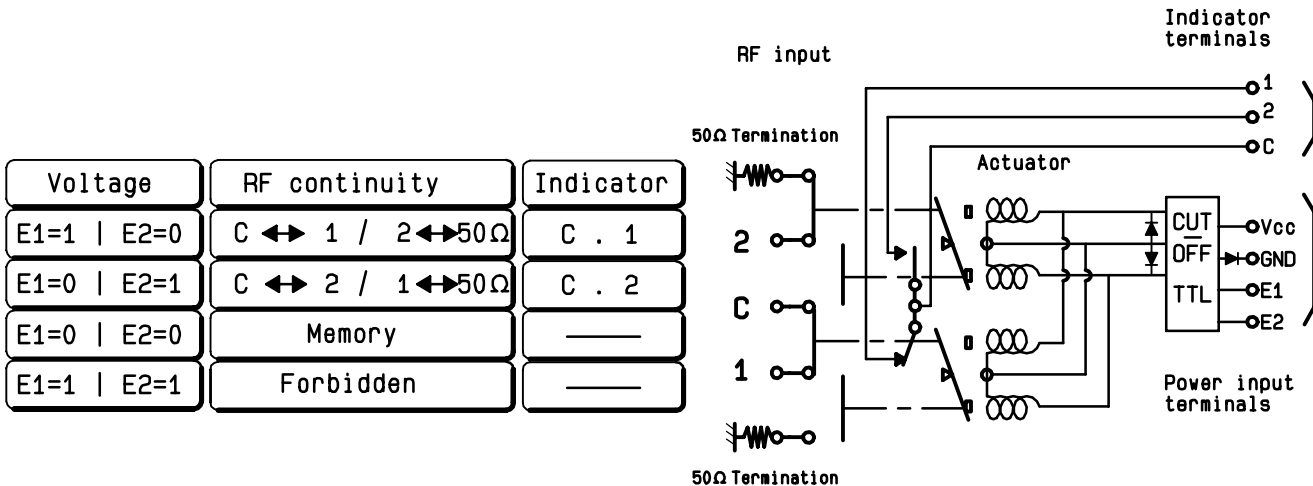 Voltage RF continuity Indicator
E1=1 | E2=0 C ↔ 1 / 2↔50Ω C . 1
E1=0 | E2=1 C ↔ 2 / 1↔50Ω C . 2
E1=0 | E2=0 Memory ———
E1=1 | E2=1 Forbidden ———
RF input
50Ω Termination
2
C
1
50Ω Termination
Actuator
Indicator
terminals
1
2
C
CUT
O̅FF
TTL
Vcc
GND
E1
E2
Power input
terminals